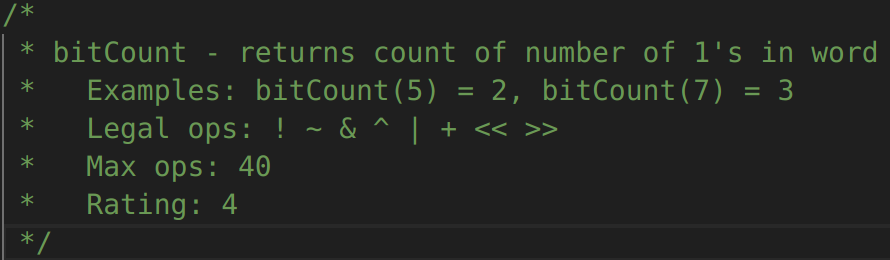 /*
 * bitCount - returns count of number of 1's in word
 *   Examples: bitCount(5) = 2, bitCount(7) = 3
 *   Legal ops: ! ~ & ^ | + << >>
 *   Max ops: 40
 *   Rating: 4
 */